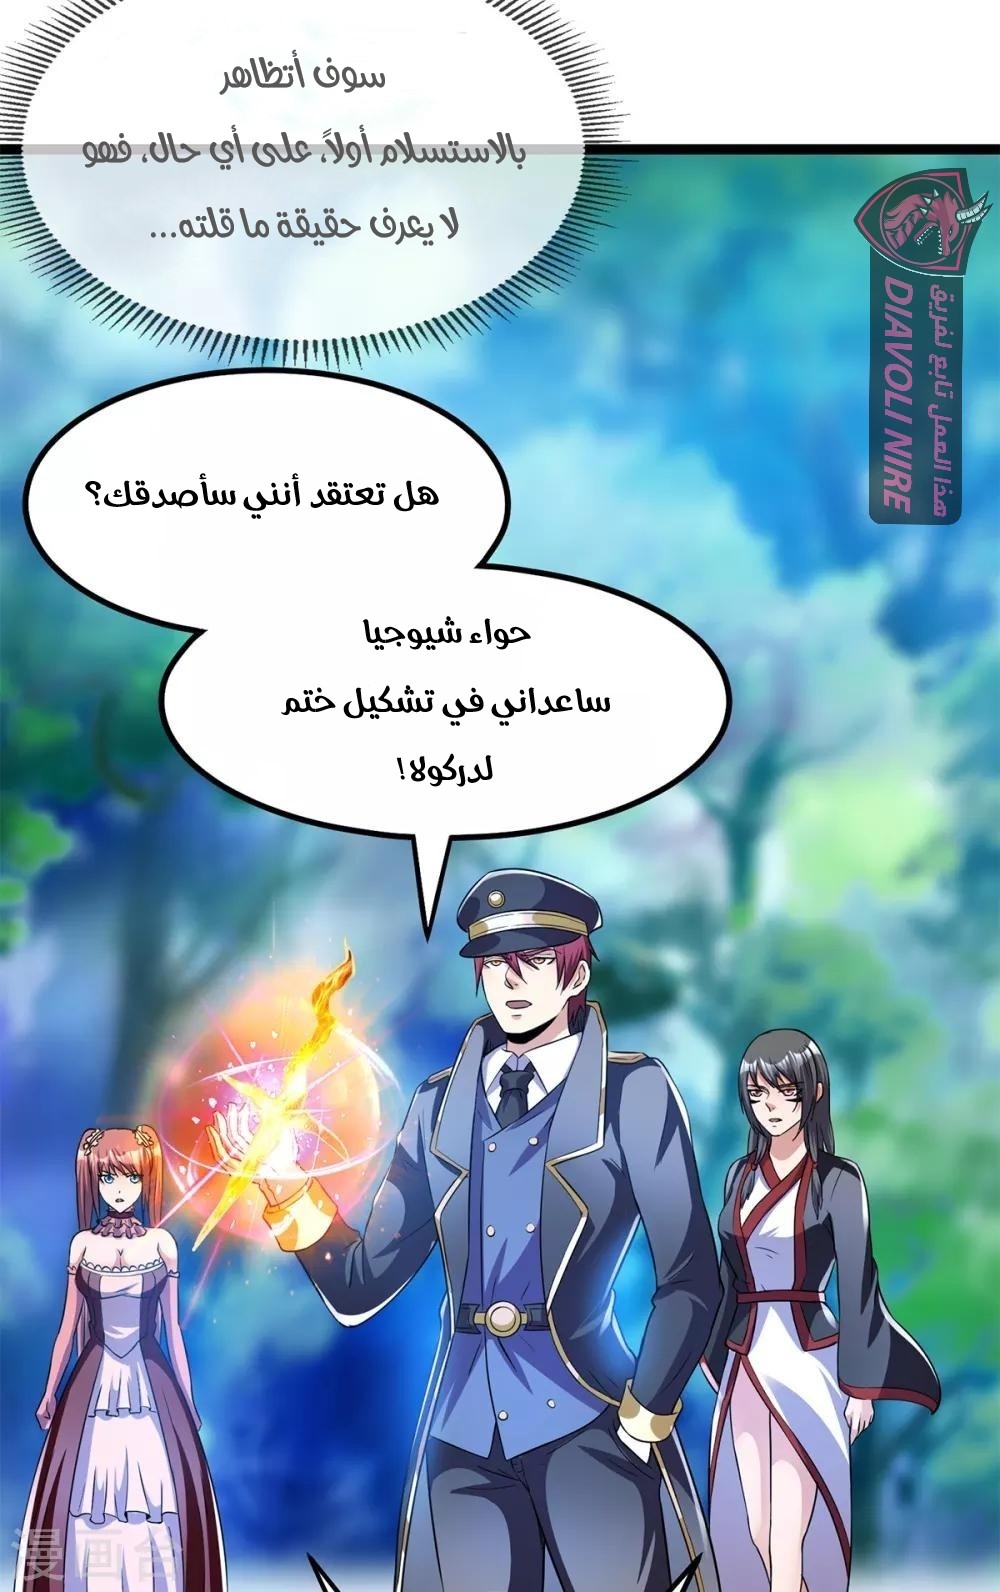 سوف أتظاهر
بالاستسلام أولاً، على أي حال، فهو
لا يعرف حقيقة ما قلته...
هذا العمل تابع لفريق
DIAVOLI NIRE
هل تعتقد أنني سأصدقك؟
حواء شيوجيا
ساعداني في تشكيل ختم
لدركولا!
漫画台